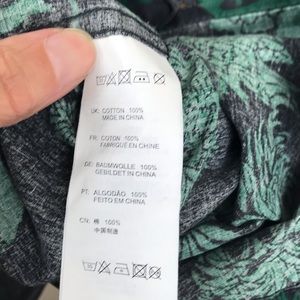 UK: COTTON 100%
MADE IN CHINA
FR: COTON 100%
FABRIQUÉ EN CHINE
DE: BAUMWOLLE 100%
GEBILDET IN CHINA
PT: ALGODÃO 100%
FEITO EM CHINA
CN: 棉 100%
中国制造